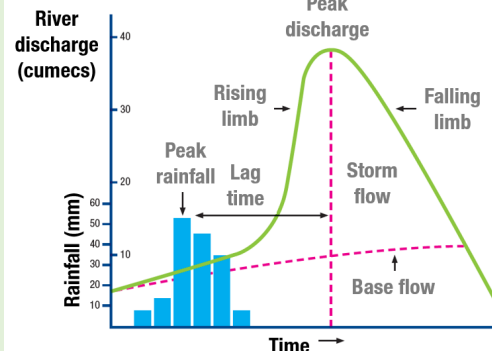 Peak
discharge
River
discharge
(cumecs)
40
30
20
10
Rising
limb
Falling
limb
Peak
rainfall
Lag
time
Storm
flow
Base flow
Rainfall (mm)
60
50
40
30
20
10
Time